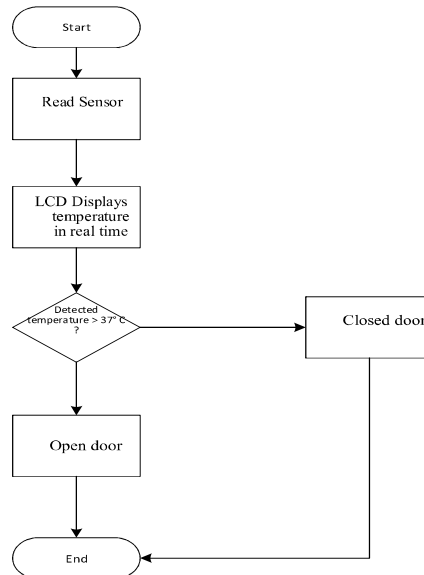 Start
Read Sensor
LCD Displays
temperature
in real time
Detected
temperature > 37° C
?
Closed door
Open door
End